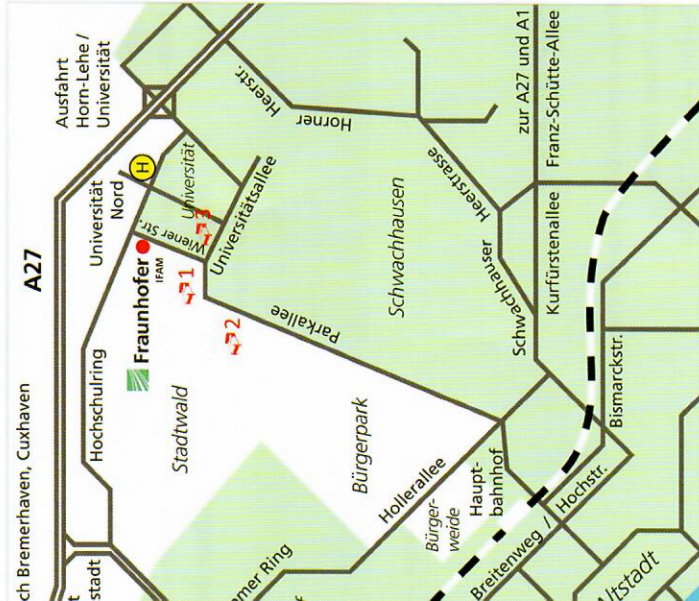 ch Bremerhaven, Cuxhaven
A27
Ausfahrt
Horn-Lehe /
Universität
Hochschulring
Universität
Nord
H
Universität
Wiener Str.
Universitätsallee
Fraunhofer
IFAM
1
2
3
t
stadt
Stadtwald
Parkallee
Bürgerpark
Schwachhausen
Horner
Heerstr.
Schwachhauser
Heerstrasse
zur A27 und A1
Franz-Schütte-Allee
Kurfürstenallee
Hollerallee
Bürger-
weide
Haupt-
bahnhof
Bismarckstr.
Breitenweg /
Hochstr.
mer Ring
Altstadt